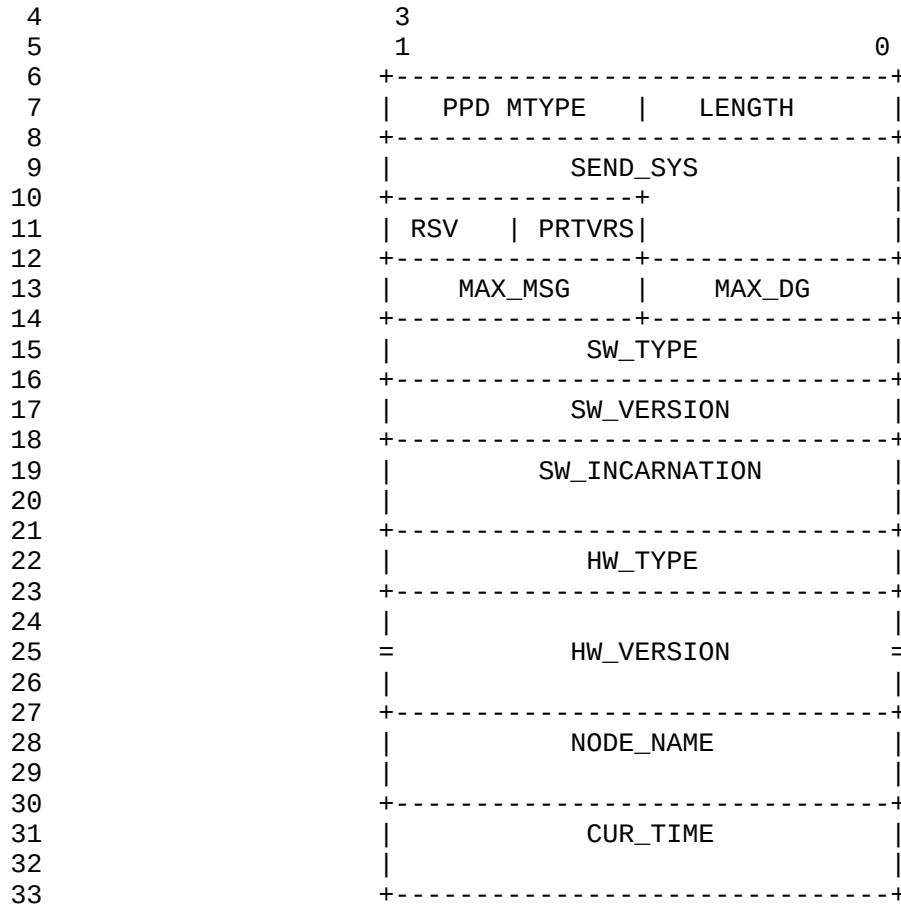 4                      3
5                      1                             0
6                     +-------------------------------+
7                     |   PPD MTYPE   |   LENGTH      |
8                     +-------------------------------+
9                     |           SEND_SYS            |
10                    +---------------+               |
11                    | RSV   | PRTVRS|               |
12                    +---------------+---------------+
13                    |    MAX_MSG    |    MAX_DG     |
14                    +---------------+---------------+
15                    |            SW_TYPE            |
16                    +-------------------------------+
17                    |           SW_VERSION          |
18                    +-------------------------------+
19                    |         SW_INCARNATION        |
20                    |                               |
21                    +-------------------------------+
22                    |            HW_TYPE            |
23                    +-------------------------------+
24                    |                               |
25                    =           HW_VERSION          =
26                    |                               |
27                    +-------------------------------+
28                    |           NODE_NAME           |
29                    |                               |
30                    +-------------------------------+
31                    |            CUR_TIME           |
32                    |                               |
33                    +-------------------------------+